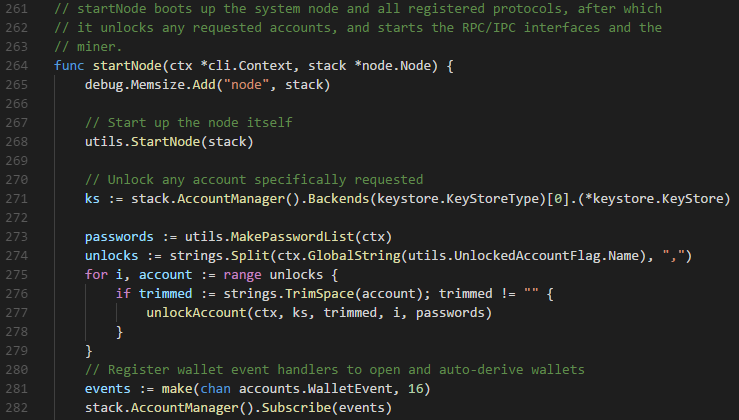 261 // startNode boots up the system node and all registered protocols, after which
262 // it unlocks any requested accounts, and starts the RPC/IPC interfaces and the
263 // miner.
264 func startNode(ctx *cli.Context, stack *node.Node) {
265     debug.Memsize.Add("node", stack)
266
267     // Start up the node itself
268     utils.StartNode(stack)
269
270     // Unlock any account specifically requested
271     ks := stack.AccountManager().Backends(keystore.KeyStoreType)[0].(*keystore.KeyStore)
272
273     passwords := utils.MakePasswordList(ctx)
274     unlocks := strings.Split(ctx.GlobalString(utils.UnlockedAccountFlag.Name), ",")
275     for i, account := range unlocks {
276         if trimmed := strings.TrimSpace(account); trimmed != "" {
277             unlockAccount(ctx, ks, trimmed, i, passwords)
278         }
279     }
280     // Register wallet event handlers to open and auto-derive wallets
281     events := make(chan accounts.WalletEvent, 16)
282     stack.AccountManager().Subscribe(events)